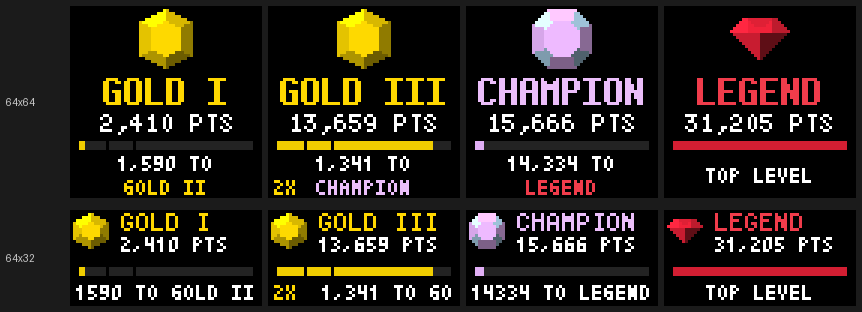 64x64
GOLD I
2,410 PTS
1,590 TO
GOLD II
GOLD III
13,659 PTS
1,341 TO
2X CHAMPION
CHAMPION
15,666 PTS
14,334 TO
LEGEND
LEGEND
31,205 PTS
TOP LEVEL
64x32
GOLD I
2,410 PTS
1590 TO GOLD II
GOLD III
13,659 PTS
2X 1,341 TO GO
CHAMPION
15,666 PTS
14334 TO LEGEND
LEGEND
31,205 PTS
TOP LEVEL